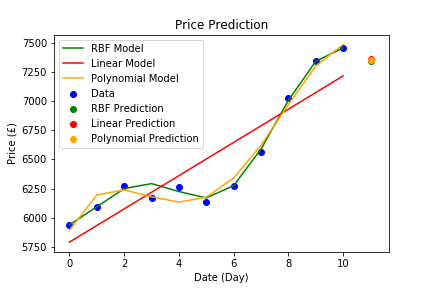 Price Prediction
7500
7250
7000
6750
6500
6250
6000
5750
Price (£)
RBF Model
Linear Model
Polynomial Model
Data
RBF Prediction
Linear Prediction
Polynomial Prediction
0 2 4 6 8 10
Date (Day)